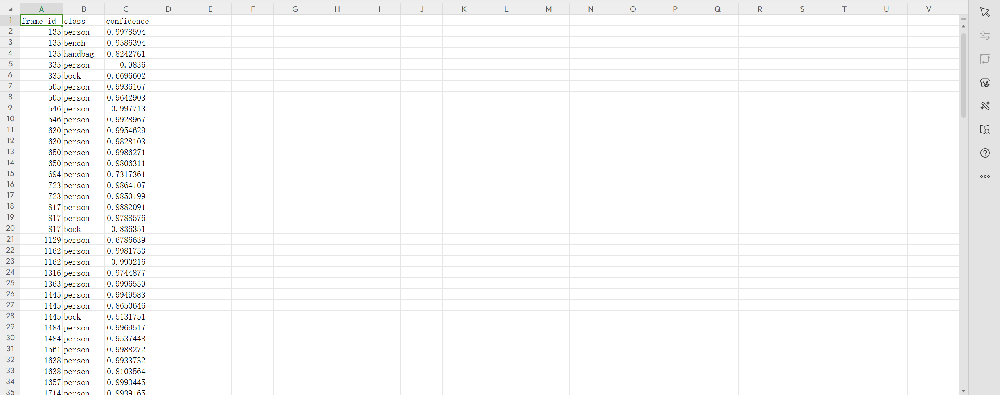 A B C D E F G H I J K L M N O P Q R S T U V
1 frame_id class confidence
2 135 person 0.9978594
3 135 bench 0.9586394
4 135 handbag 0.8242761
5 335 person 0.9836
6 335 book 0.6696602
7 505 person 0.9936167
8 505 person 0.9642903
9 546 person 0.997713
10 546 person 0.9928967
11 630 person 0.9954629
12 630 person 0.9828103
13 650 person 0.9986271
14 650 person 0.9806311
15 694 person 0.7317361
16 723 person 0.9864107
17 723 person 0.9850199
18 817 person 0.9882091
19 817 person 0.9788576
20 817 book 0.836351
21 1129 person 0.6786639
22 1162 person 0.9981753
23 1162 person 0.990216
24 1316 person 0.9744877
25 1363 person 0.9996559
26 1445 person 0.9949583
27 1445 person 0.8650646
28 1445 book 0.5131751
29 1484 person 0.9969517
30 1484 person 0.9537448
31 1561 person 0.9988272
32 1638 person 0.9933732
33 1638 person 0.8103564
34 1657 person 0.9993445
35 1714 person 0.9939165